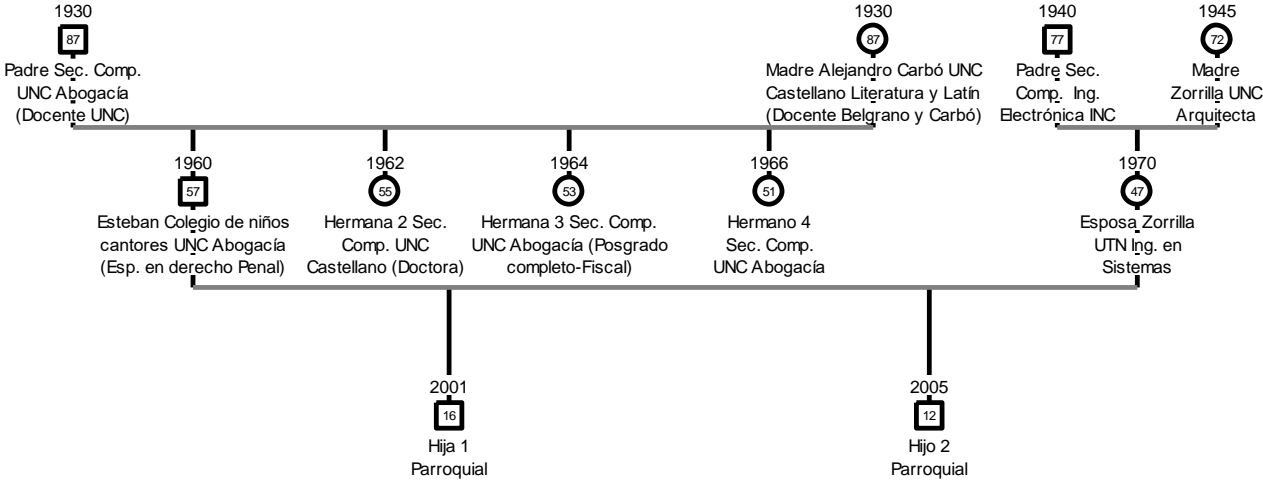 1930
87
Padre Sec. Comp.
UNC Abogacía
(Docente UNC)
1930
87
Madre Alejandro Carbó UNC
Castellano Literatura y Latín
(Docente Belgrano y Carbó)
1940
77
Padre Sec.
Comp. Ing.
Electrónica INC
1945
72
Madre
Zorrilla UNC
Arquitecta
1960
57
Esteban Colegio de niños
cantores UNC Abogacía
(Esp. en derecho Penal)
1962
55
Hermana 2 Sec.
Comp. UNC
Castellano (Doctora)
1964
53
Hermana 3 Sec. Comp.
UNC Abogacía (Posgrado
completo-Fiscal)
1966
51
Hermano 4
Sec. Comp.
UNC Abogacía
1970
47
Esposa Zorrilla
UTN Ing. en
Sistemas
2001
16
Hija 1
Parroquial
2005
12
Hijo 2
Parroquial